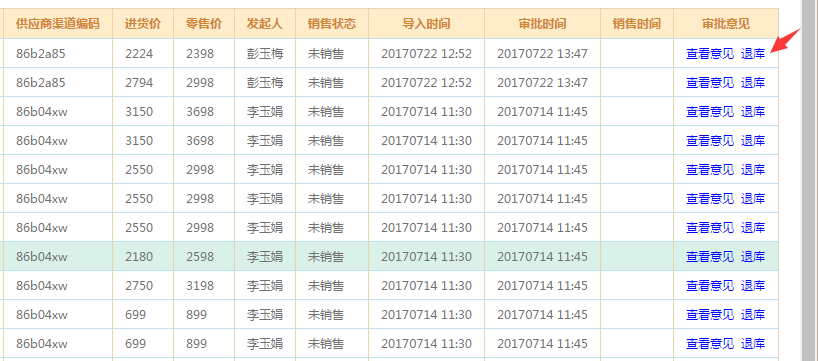 供应商渠道编码 进货价 零售价 发起人 销售状态 导入时间 审批时间 销售时间 审批意见
86b2a85 2224 2398 彭玉梅 未销售 20170722 12:52 20170722 13:47 查看意见 退库
86b2a85 2794 2998 彭玉梅 未销售 20170722 12:52 20170722 13:47 查看意见 退库
86b04xw 3150 3698 李玉娟 未销售 20170714 11:30 20170714 11:45 查看意见 退库
86b04xw 3150 3698 李玉娟 未销售 20170714 11:30 20170714 11:45 查看意见 退库
86b04xw 2550 2998 李玉娟 未销售 20170714 11:30 20170714 11:45 查看意见 退库
86b04xw 2550 2998 李玉娟 未销售 20170714 11:30 20170714 11:45 查看意见 退库
86b04xw 2550 2998 李玉娟 未销售 20170714 11:30 20170714 11:45 查看意见 退库
86b04xw 2180 2598 李玉娟 未销售 20170714 11:30 20170714 11:45 查看意见 退库
86b04xw 2750 3198 李玉娟 未销售 20170714 11:30 20170714 11:45 查看意见 退库
86b04xw 699 899 李玉娟 未销售 20170714 11:30 20170714 11:45 查看意见 退库
86b04xw 699 899 李玉娟 未销售 20170714 11:30 20170714 11:45 查看意见 退库